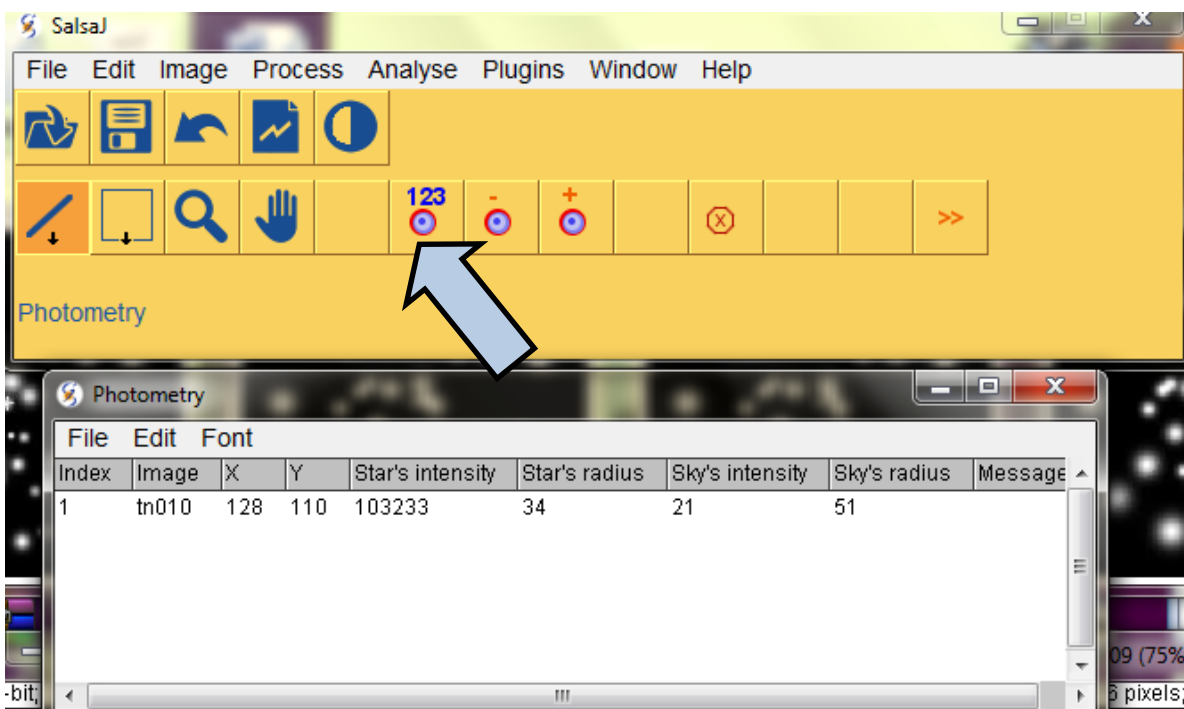 SalsaJ
File Edit Image Process Analyse Plugins Window Help
123 - +
>>
Photometry
Photometry
File Edit Font
Index Image X Y Star's intensity Star's radius Sky's intensity Sky's radius Message
1 tn010 128 110 103233 34 21 51
09 (75%
-bit; 6 pixels;